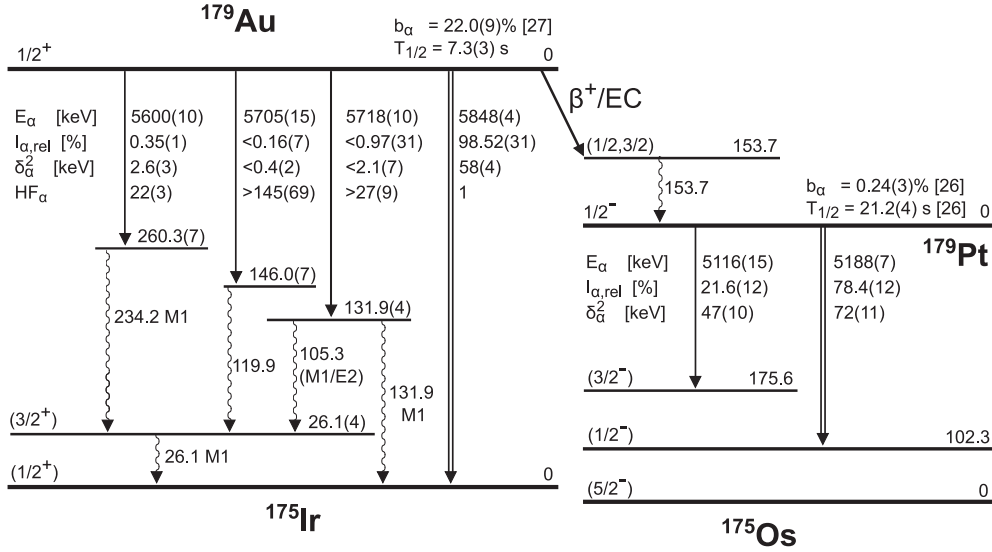 179Au
bα = 22.0(9)% [27]
T1/2 = 7.3(3) s
1/2+
0
β+/EC
Eα [keV] 5600(10) 5705(15) 5718(10) 5848(4)
Iα,rel [%] 0.35(1) <0.16(7) <0.97(31) 98.52(31)
δ²α [keV] 2.6(3) <0.4(2) <2.1(7) 58(4)
HFα 22(3) >145(69) >27(9) 1
260.3(7)
146.0(7)
131.9(4)
234.2 M1
119.9
105.3
(M1/E2)
131.9
M1
(3/2+)
26.1(4)
26.1 M1
(1/2+)
0
175Ir
(1/2,3/2)
153.7
153.7
bα = 0.24(3)% [26]
T1/2 = 21.2(4) s [26]
1/2−
0
179Pt
Eα [keV] 5116(15) 5188(7)
Iα,rel [%] 21.6(12) 78.4(12)
δ²α [keV] 47(10) 72(11)
(3/2−)
175.6
(1/2−)
102.3
(5/2−)
0
175Os